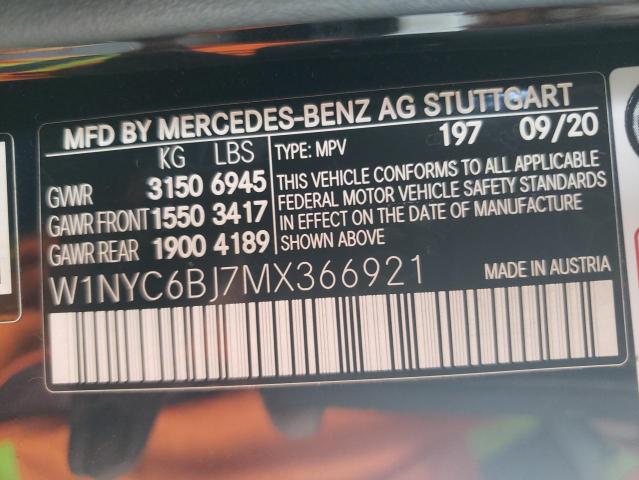 MFD BY MERCEDES-BENZ AG STUTTGART
KG LBS TYPE: MPV 197 09/20
GVWR 3150 6945
GAWR FRONT 1550 3417
GAWR REAR 1900 4189
THIS VEHICLE CONFORMS TO ALL APPLICABLE
FEDERAL MOTOR VEHICLE SAFETY STANDARDS
IN EFFECT ON THE DATE OF MANUFACTURE
SHOWN ABOVE
W1NYC6BJ7MX366921 MADE IN AUSTRIA